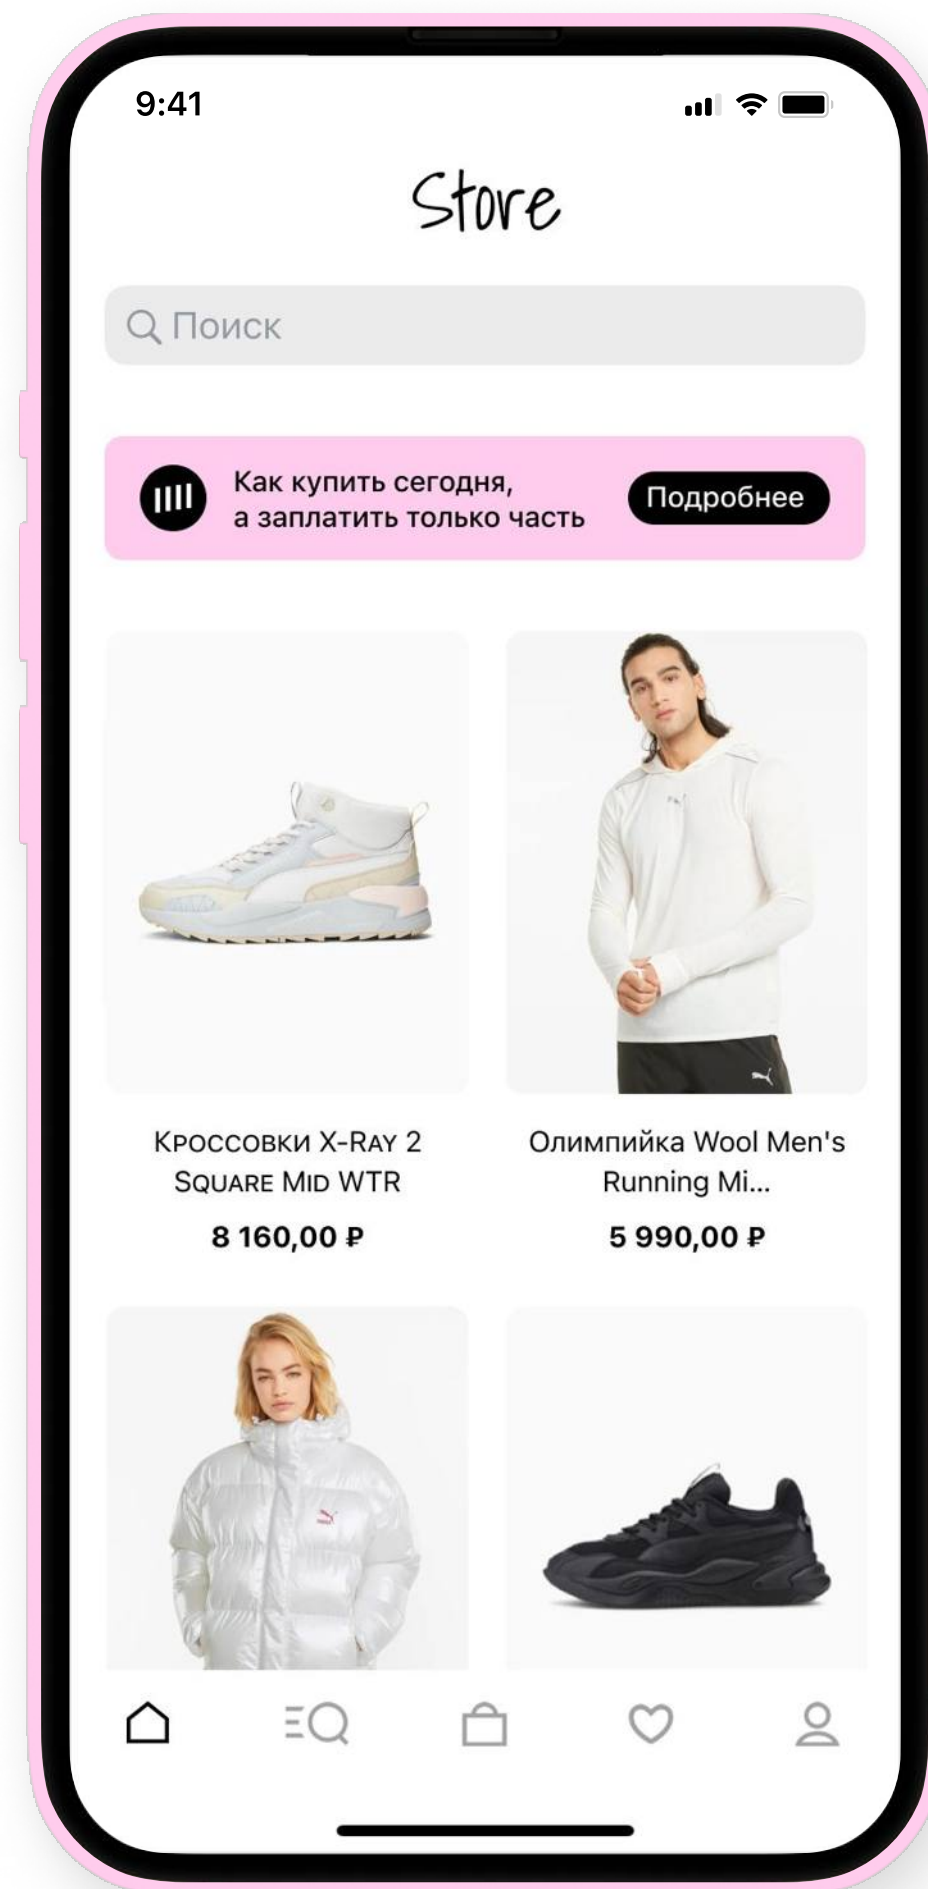 9:41
Store
Поиск
Как купить сегодня,
а заплатить только часть
Подробнее
Кроссовки X-Ray 2
Square Mid WTR
8 160,00 ₽
Олимпийка Wool Men's
Running Mi...
5 990,00 ₽